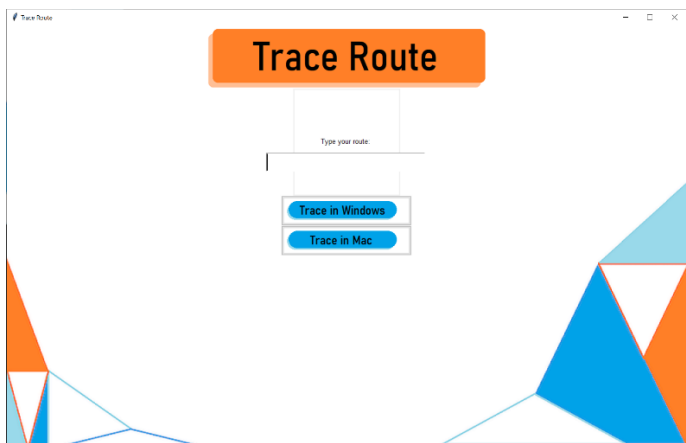 Trace Route
Trace Route
Type your route:
Trace in Windows
Trace in Mac